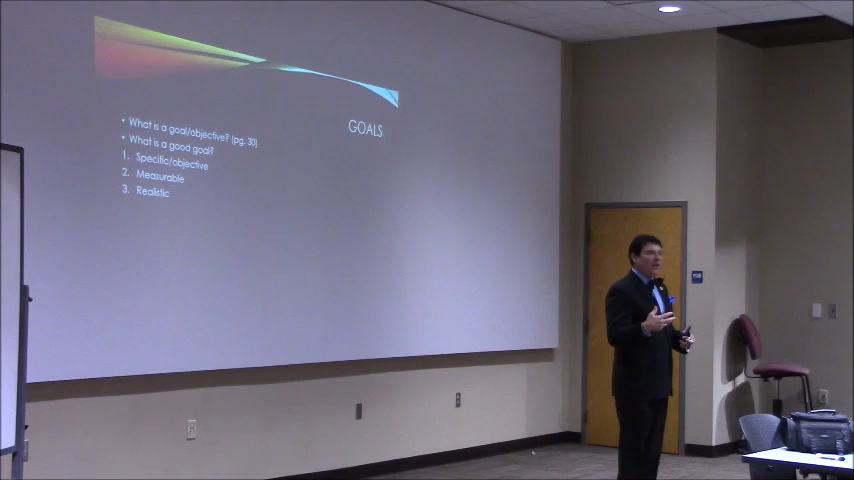 GOALS
• What is a goal/objective? (pg. 30)
• What is a good goal?
1. Specific/objective
2. Measurable
3. Realistic